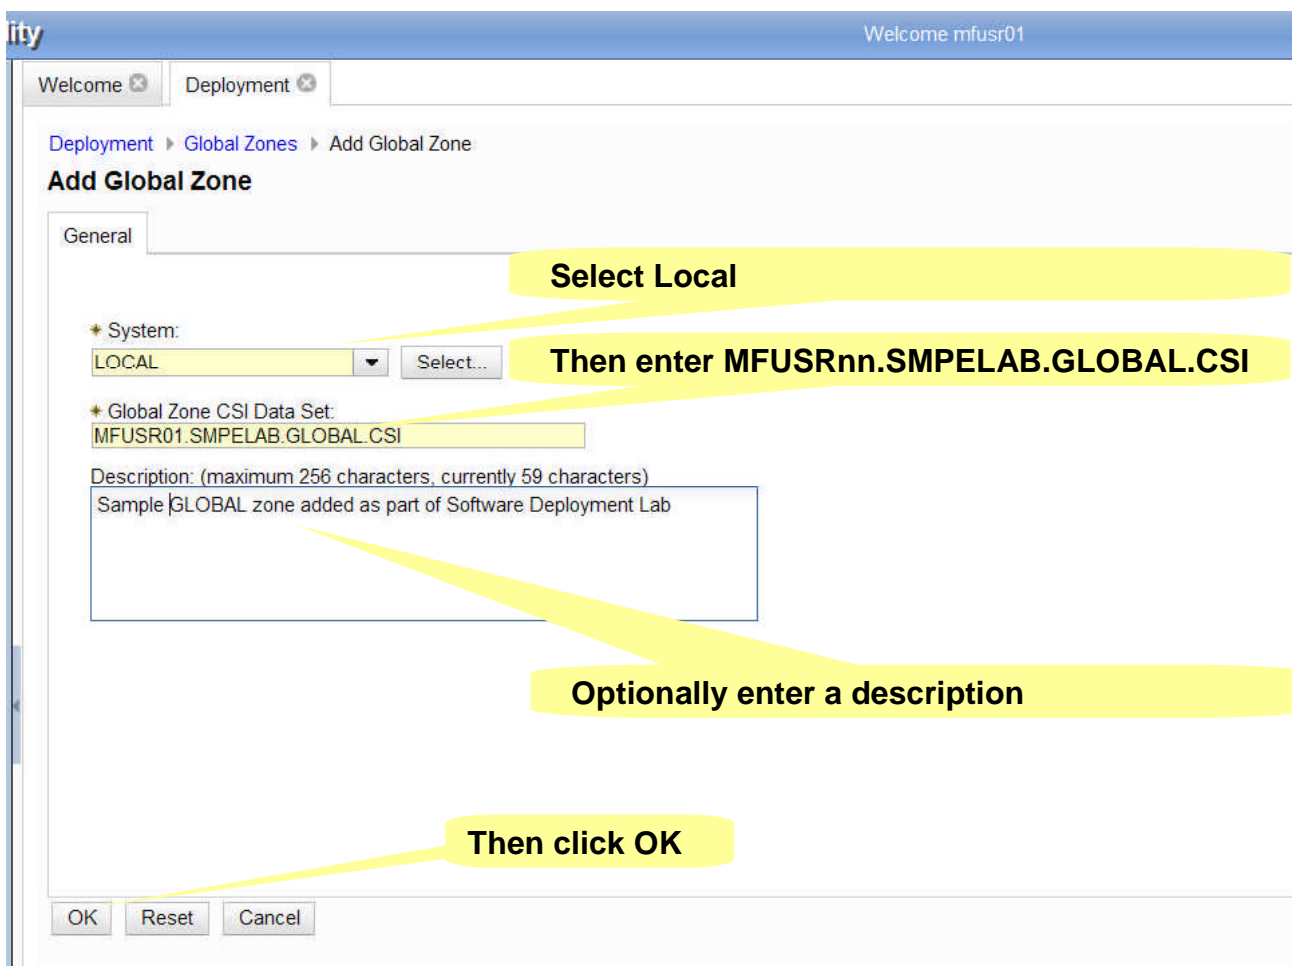 lity
Welcome mfusr01
Welcome
Deployment
Deployment Global Zones Add Global Zone
Add Global Zone
General
Select Local
System:
LOCAL
Select...
Then enter MFUSRnn.SMPELAB.GLOBAL.CSI
Global Zone CSI Data Set:
MFUSR01.SMPELAB.GLOBAL.CSI
Description: (maximum 256 characters, currently 59 characters)
Sample GLOBAL zone added as part of Software Deployment Lab
Optionally enter a description
Then click OK
OK Reset Cancel